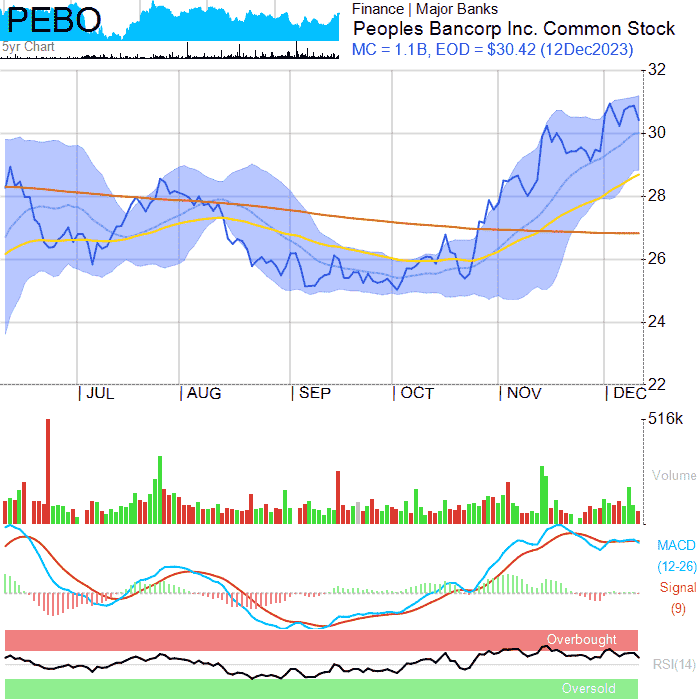 PEBO
5yr Chart
Finance | Major Banks
Peoples Bancorp Inc. Common Stock
MC = 1.1B, EOD = $30.42 (12Dec2023)
32
30
28
26
24
22
| JUL | AUG | SEP | OCT | NOV | DEC
516k
Volume
MACD
(12-26)
Signal
(9)
Overbought
RSI(14)
Oversold